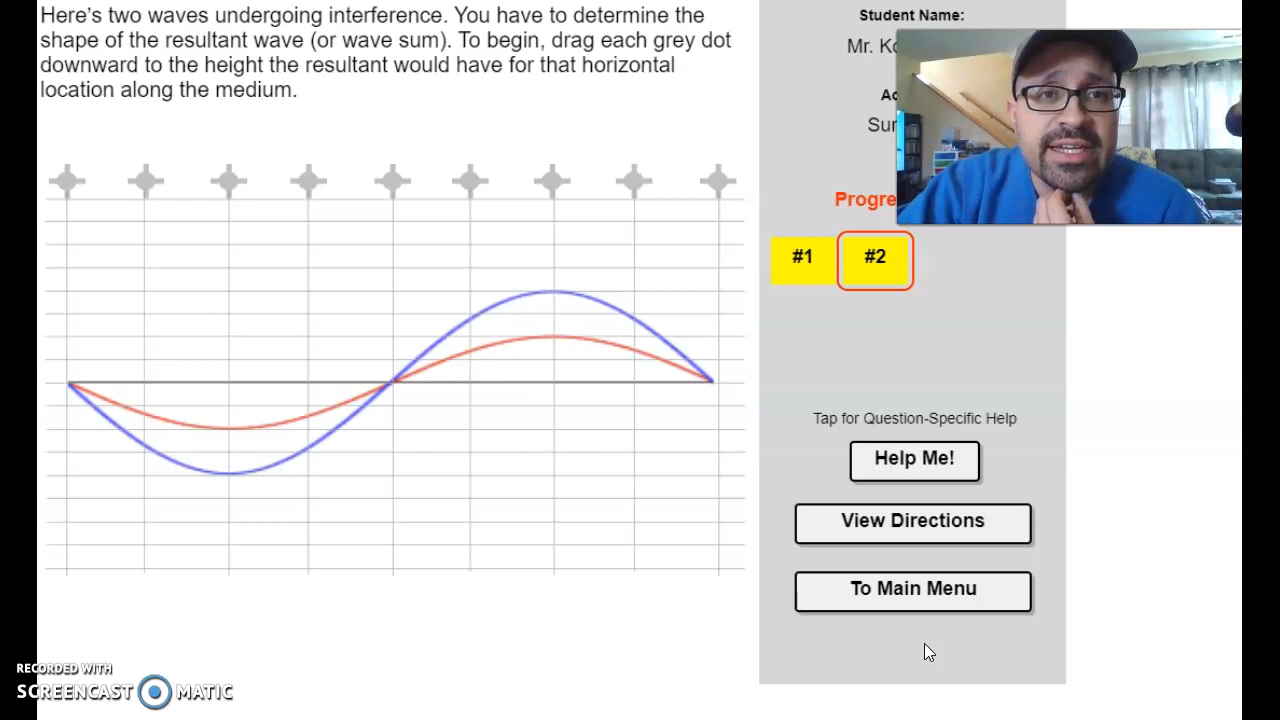 Here's two waves undergoing interference. You have to determine the
shape of the resultant wave (or wave sum). To begin, drag each grey dot
downward to the height the resultant would have for that horizontal
location along the medium.
Student Name:
Mr.
Progre
#1
#2
Tap for Question-Specific Help
Help Me!
View Directions
To Main Menu
RECORDED WITH
SCREENCAST MATIC